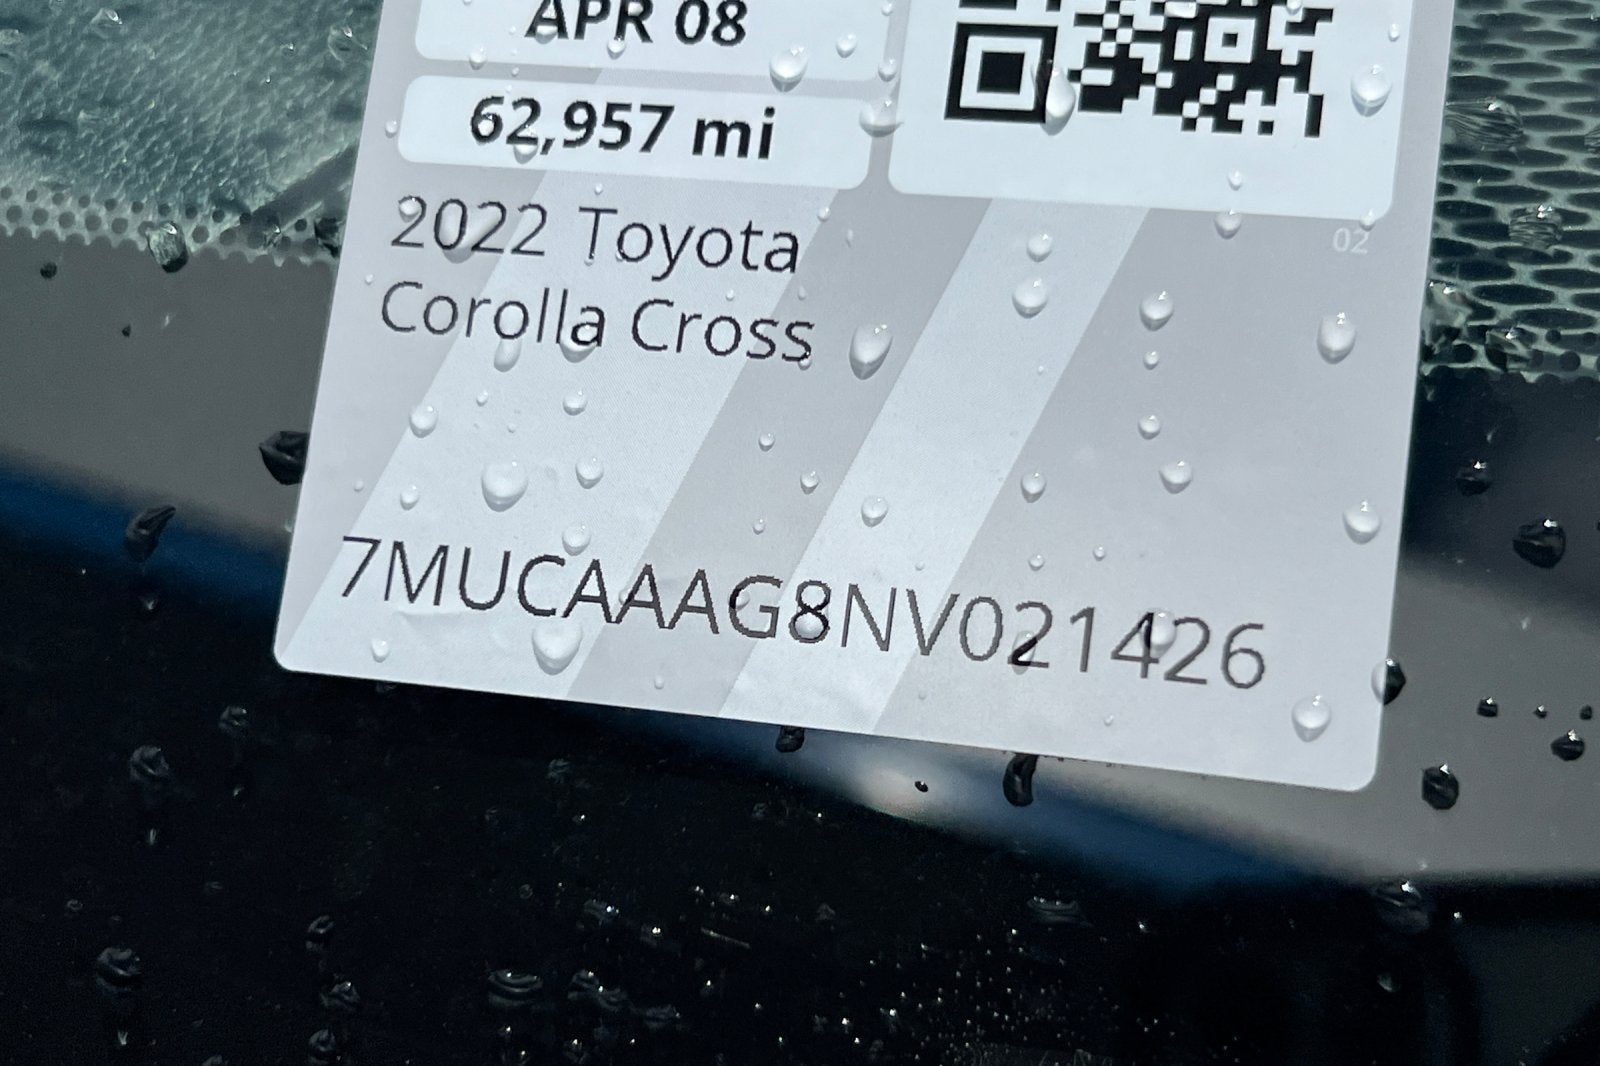 APR 08
62,957 mi
2022 Toyota
Corolla Cross
02
7MUCAAAG8NV021426